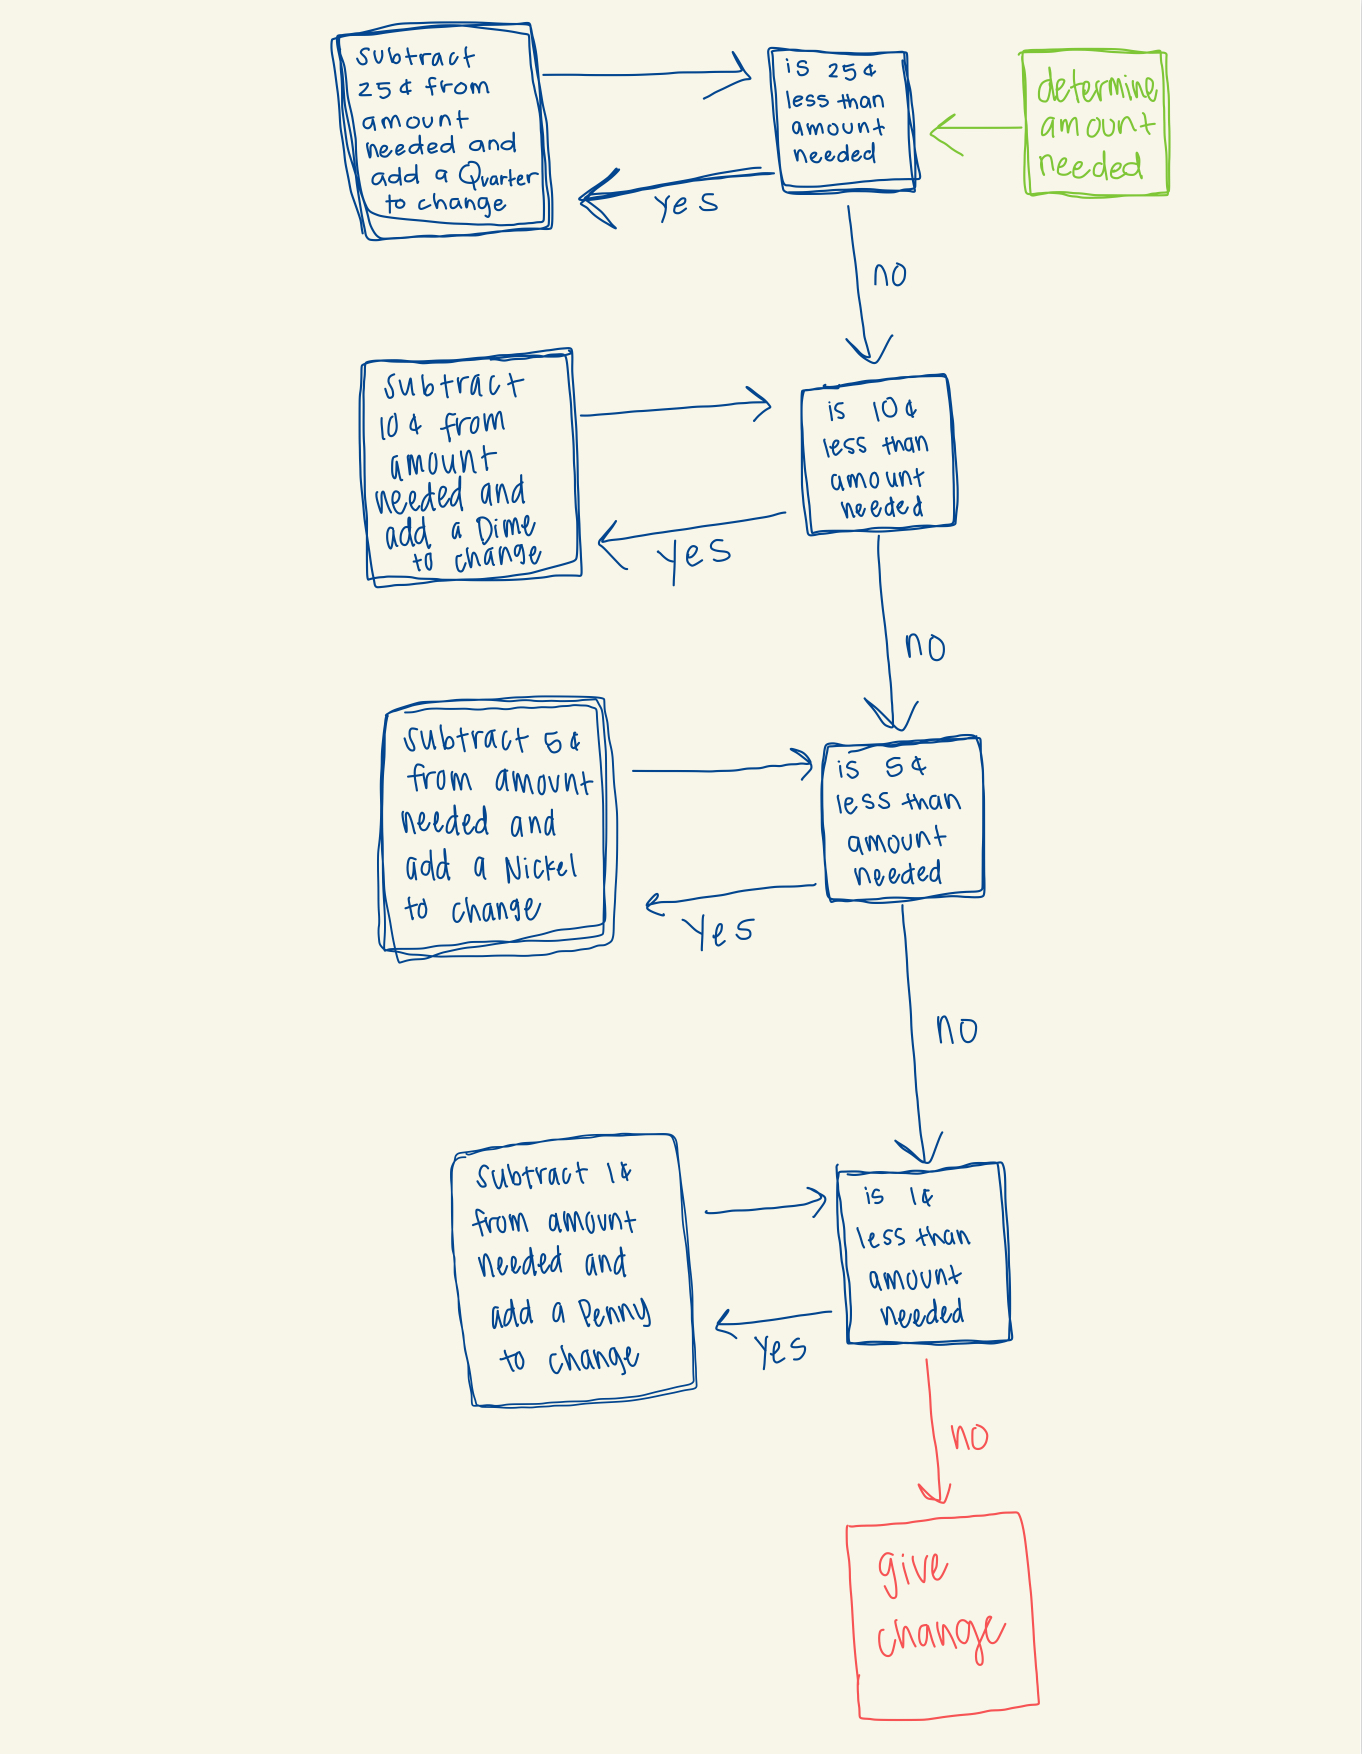 subtract
25¢ from
amount
needed and
add a Quarter
to change
is 25¢
less than
amount
needed
determine
amount
needed
yes
no
subtract
10¢ from
amount
needed and
add a Dime
to change
is 10¢
less than
amount
needed
yes
no
subtract 5¢
from amount
needed and
add a Nickel
to change
is 5¢
less than
amount
needed
yes
no
subtract 1¢
from amount
needed and
add a Penny
to change
is 1¢
less than
amount
needed
yes
no
give
change